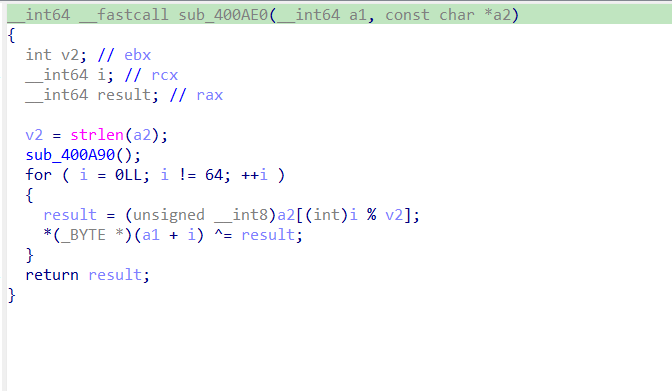 __int64 __fastcall sub_400AE0(__int64 a1, const char *a2)
{
  int v2; // ebx
  __int64 i; // rcx
  __int64 result; // rax

  v2 = strlen(a2);
  sub_400A90();
  for ( i = 0LL; i != 64; ++i )
  {
    result = (unsigned __int8)a2[(int)i % v2];
    *(_BYTE *)(a1 + i) ^= result;
  }
  return result;
}